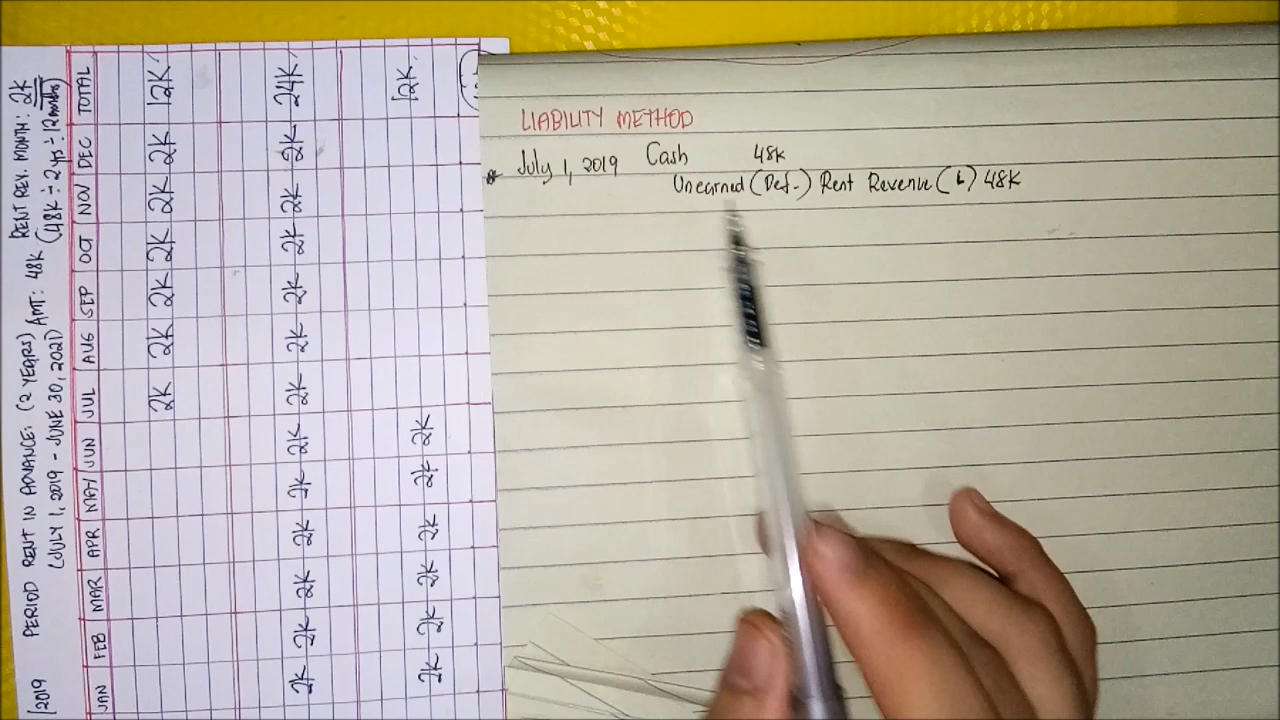 PERIOD RENT IN ADVANCE: (2 YEARS) AMT: 48K RENT REV. MONTH: 2K
(JULY 1, 2019 - JUNE 30, 2021) (48K ÷ 2yrs ÷ 12 months)
2019
JAN FEB MAR APR MAY JUN JUL AUG SEP OCT NOV DEC TOTAL
2K 2K 2K 2K 2K 2K 12K
2K 2K 2K 2K 2K 2K 2K 2K 2K 2K 2K 2K 24K
2K 2K 2K 2K 2K 2K 12K
LIABILITY METHOD
* July 1, 2019 Cash 48K
Unearned (Def.) Rent Revenue (L) 48K